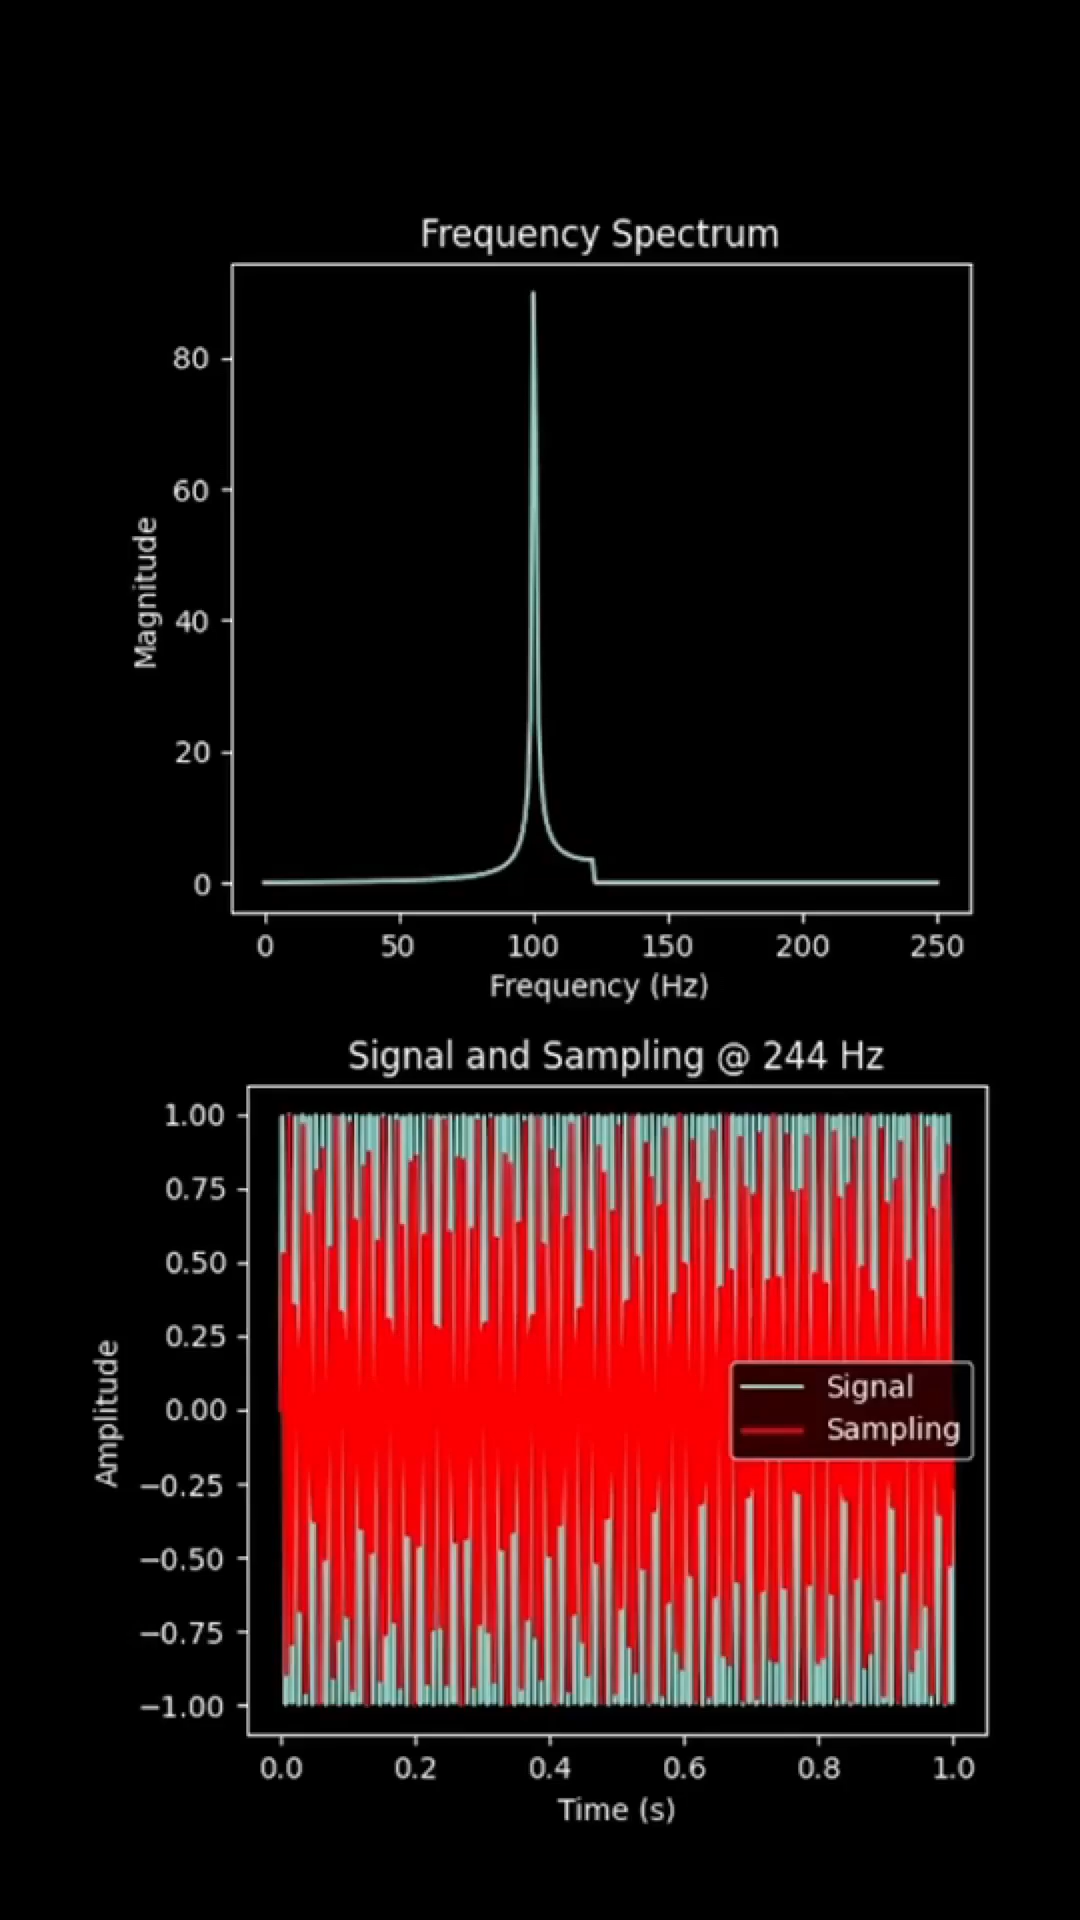 Frequency Spectrum
80
60
40
20
0
Magnitude
0 50 100 150 200 250
Frequency (Hz)
Signal and Sampling @ 244 Hz
1.00
0.75
0.50
0.25
0.00
−0.25
−0.50
−0.75
−1.00
Amplitude
Signal
Sampling
0.0 0.2 0.4 0.6 0.8 1.0
Time (s)